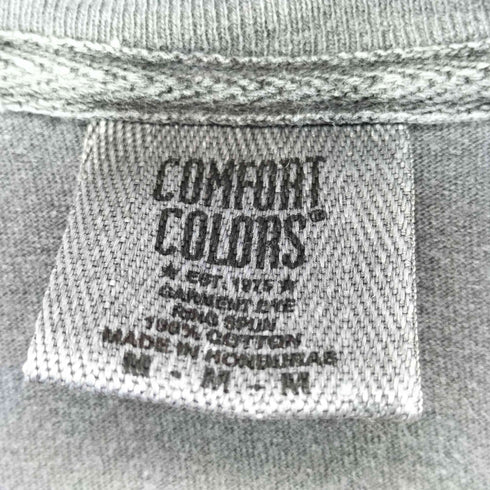 COMFORT
COLORS®
★ EST. 1975 ★
GARMENT DYE
RING SPUN
100% COTTON
MADE IN HONDURAS
M - M - M